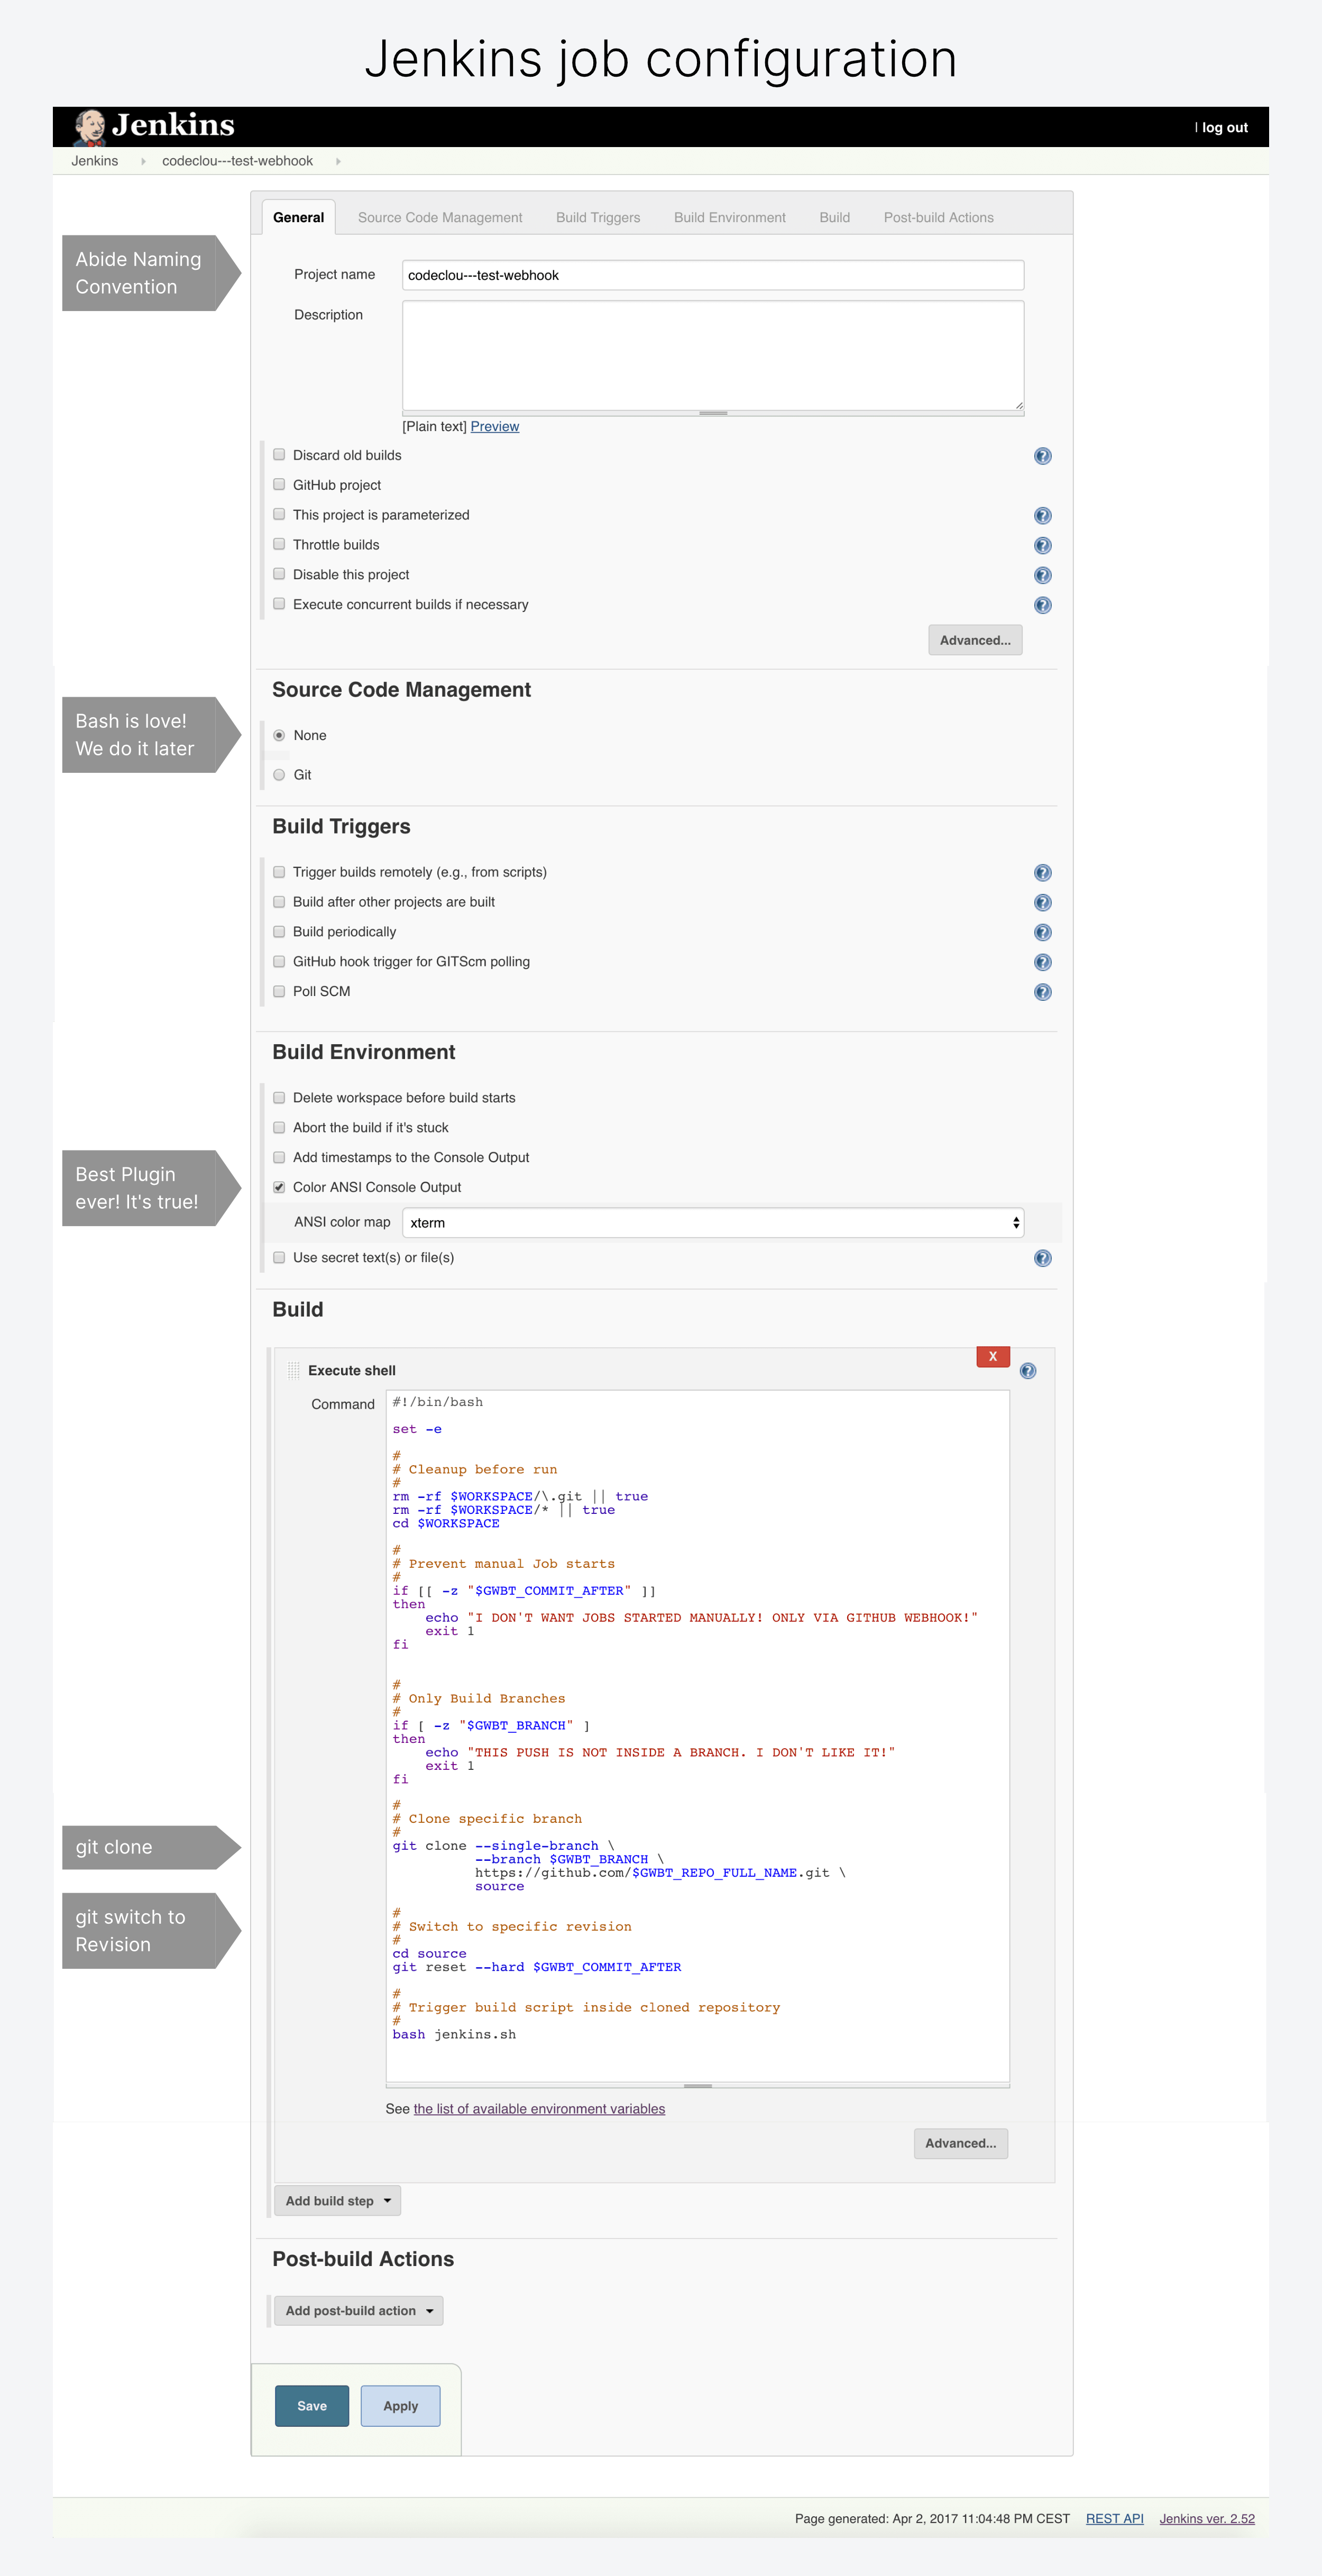 Jenkins job configuration
Jenkins
| log out
Jenkins
codeclou---test-webhook
General
Source Code Management
Build Triggers
Build Environment
Build
Post-build Actions
Abide Naming
Convention
Project name
codeclou---test-webhook
Description
[Plain text] Preview
Discard old builds
GitHub project
This project is parameterized
Throttle builds
Disable this project
Execute concurrent builds if necessary
Advanced...
Source Code Management
Bash is love!
We do it later
None
Git
Build Triggers
Trigger builds remotely (e.g., from scripts)
Build after other projects are built
Build periodically
GitHub hook trigger for GITScm polling
Poll SCM
Build Environment
Delete workspace before build starts
Abort the build if it's stuck
Add timestamps to the Console Output
Best Plugin
ever! It's true!
Color ANSI Console Output
ANSI color map
xterm
Use secret text(s) or file(s)
Build
X
Execute shell
Command
#!/bin/bash
set -e
#
# Cleanup before run
#
rm -rf $WORKSPACE/\.git || true
rm -rf $WORKSPACE/* || true
cd $WORKSPACE
#
# Prevent manual Job starts
#
if [[ -z "$GWBT_COMMIT_AFTER" ]]
then
echo "I DON'T WANT JOBS STARTED MANUALLY! ONLY VIA GITHUB WEBHOOK!"
exit 1
fi
#
# Only Build Branches
#
if [ -z "$GWBT_BRANCH" ]
then
echo "THIS PUSH IS NOT INSIDE A BRANCH. I DON'T LIKE IT!"
exit 1
fi
#
# Clone specific branch
#
git clone
git clone --single-branch \
--branch $GWBT_BRANCH \
https://github.com/$GWBT_REPO_FULL_NAME.git \
source
git switch to
Revision
#
# Switch to specific revision
#
cd source
git reset --hard $GWBT_COMMIT_AFTER
#
# Trigger build script inside cloned repository
#
bash jenkins.sh
See the list of available environment variables
Advanced...
Add build step
Post-build Actions
Add post-build action
Save
Apply
Page generated: Apr 2, 2017 11:04:48 PM CEST
REST API
Jenkins ver. 2.52